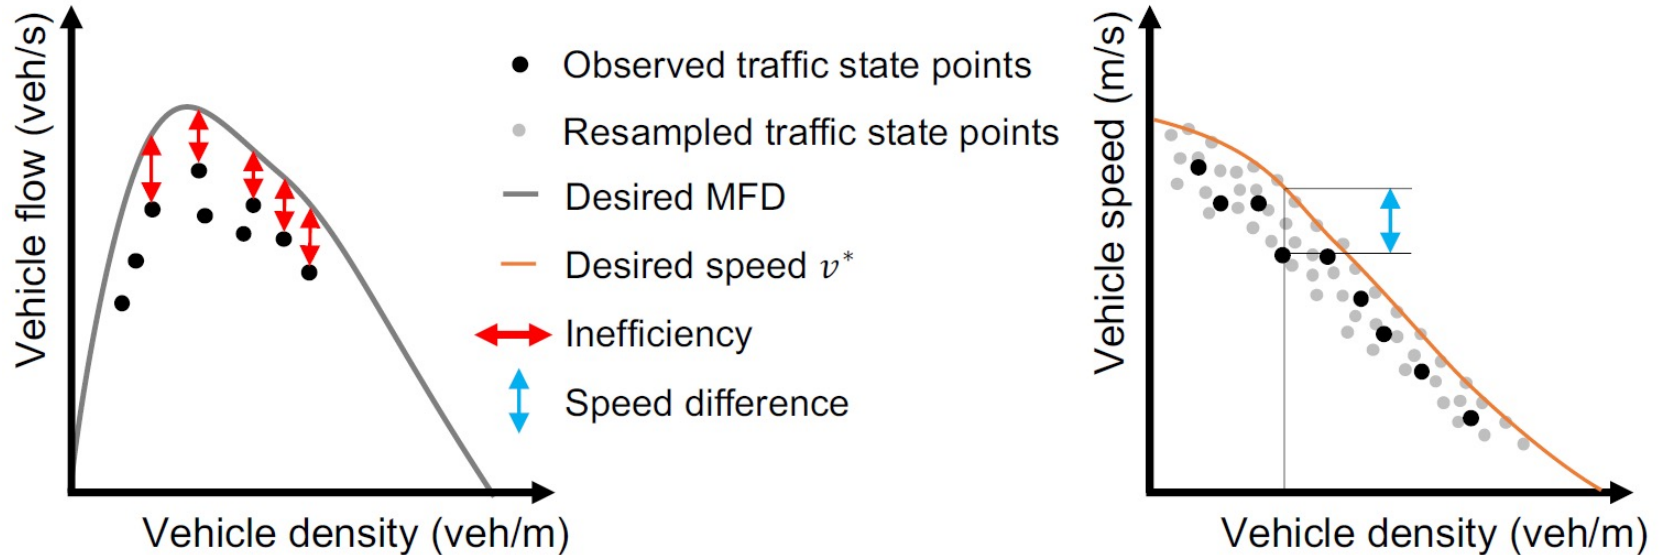 Vehicle flow (veh/s)
Vehicle density (veh/m)
Observed traffic state points
Resampled traffic state points
Desired MFD
Desired speed v*
Inefficiency
Speed difference
Vehicle speed (m/s)
Vehicle density (veh/m)